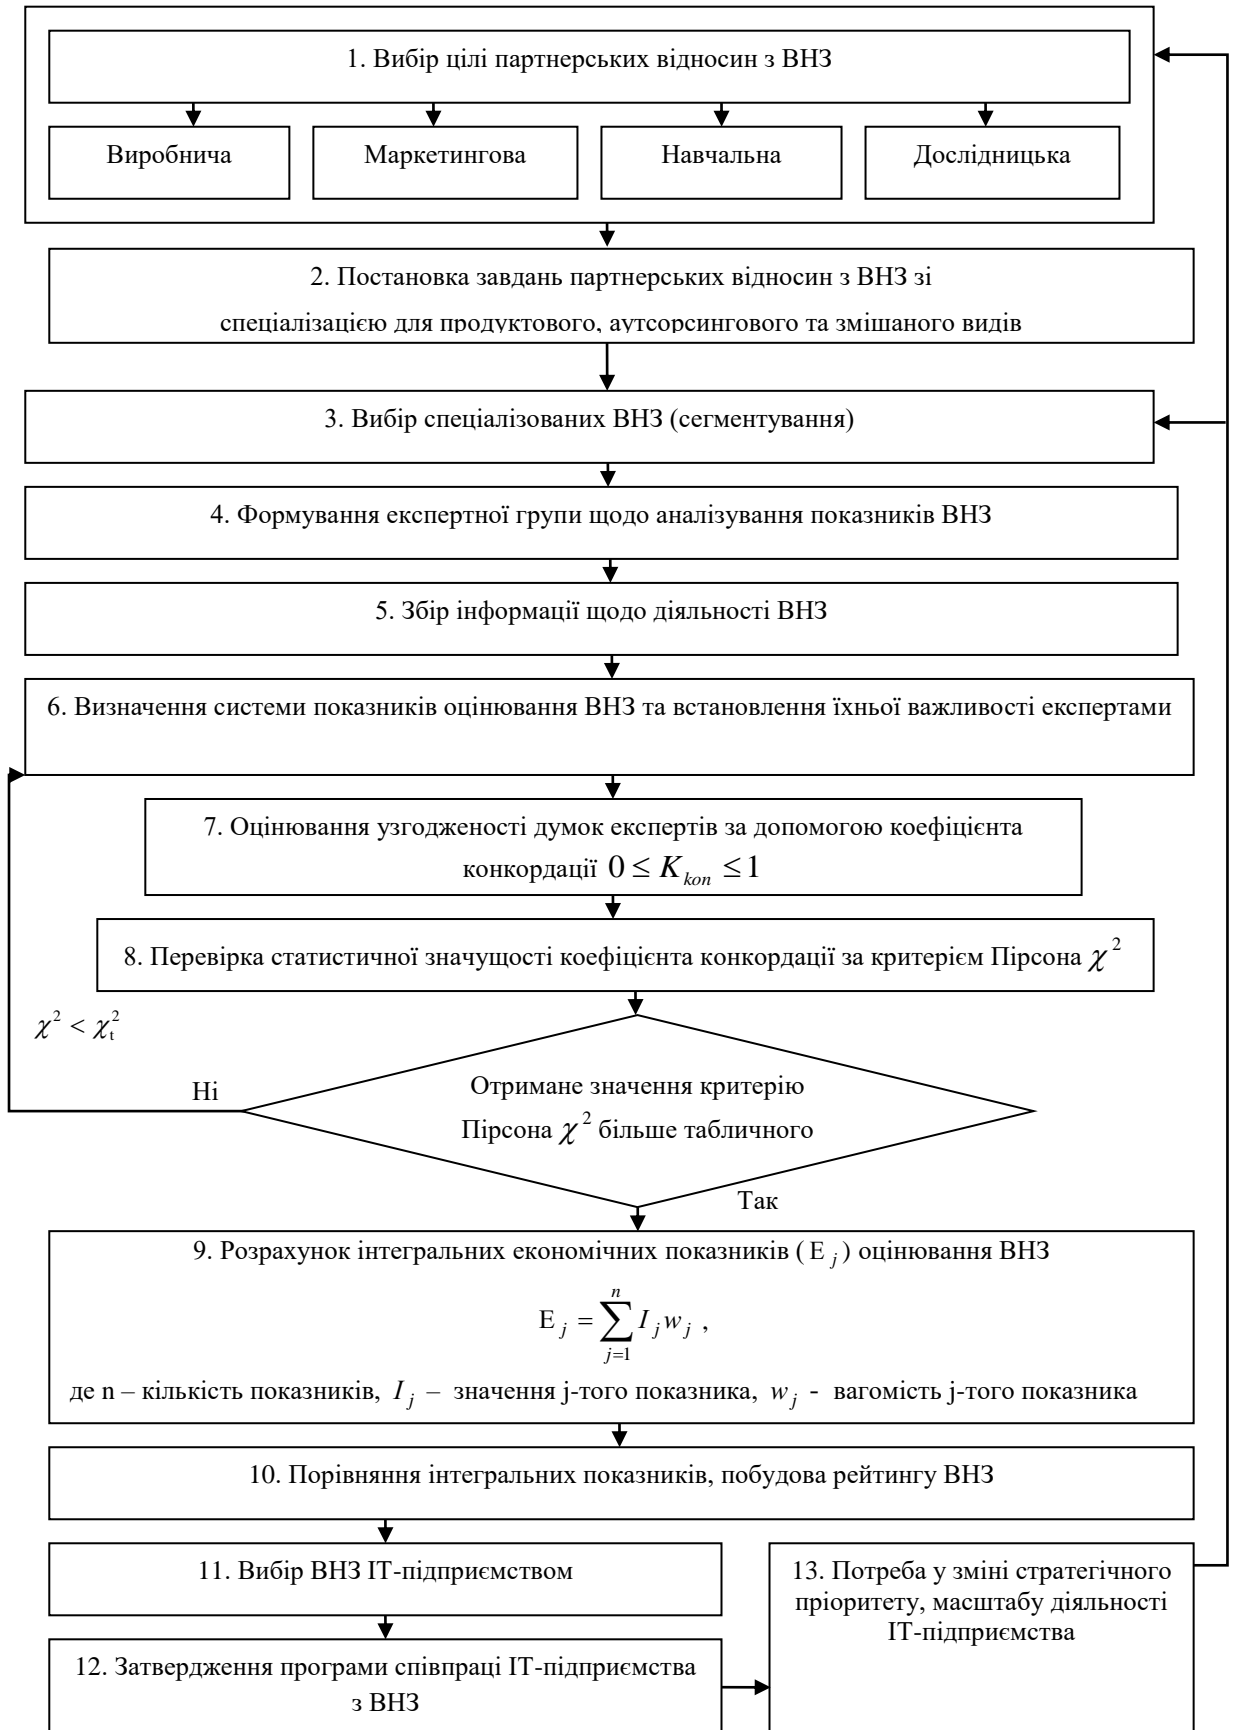 1. Вибір цілі партнерських відносин з ВНЗ
Виробнича
Маркетингова
Навчальна
Дослідницька
2. Постановка завдань партнерських відносин з ВНЗ зі
спеціалізацією для продуктового, аутсорсингового та змішаного видів
3. Вибір спеціалізованих ВНЗ (сегментування)
4. Формування експертної групи щодо аналізування показників ВНЗ
5. Збір інформації щодо діяльності ВНЗ
6. Визначення системи показників оцінювання ВНЗ та встановлення їхньої важливості експертами
7. Оцінювання узгодженості думок експертів за допомогою коефіцієнта
конкордації 0 ≤ K_kon ≤ 1
8. Перевірка статистичної значущості коефіцієнта конкордації за критерієм Пірсона χ²
χ² < χ_t²
Ні
Отримане значення критерію
Пірсона χ² більше табличного
Так
9. Розрахунок інтегральних економічних показників ( E_j ) оцінювання ВНЗ
E_j = ∑_{j=1}^{n} I_j w_j ,
де n – кількість показників, I_j – значення j-того показника, w_j - вагомість j-того показника
10. Порівняння інтегральних показників, побудова рейтингу ВНЗ
11. Вибір ВНЗ ІТ-підприємством
12. Затвердження програми співпраці ІТ-підприємства
з ВНЗ
13. Потреба у зміні стратегічного
пріоритету, масштабу діяльності
ІТ-підприємства